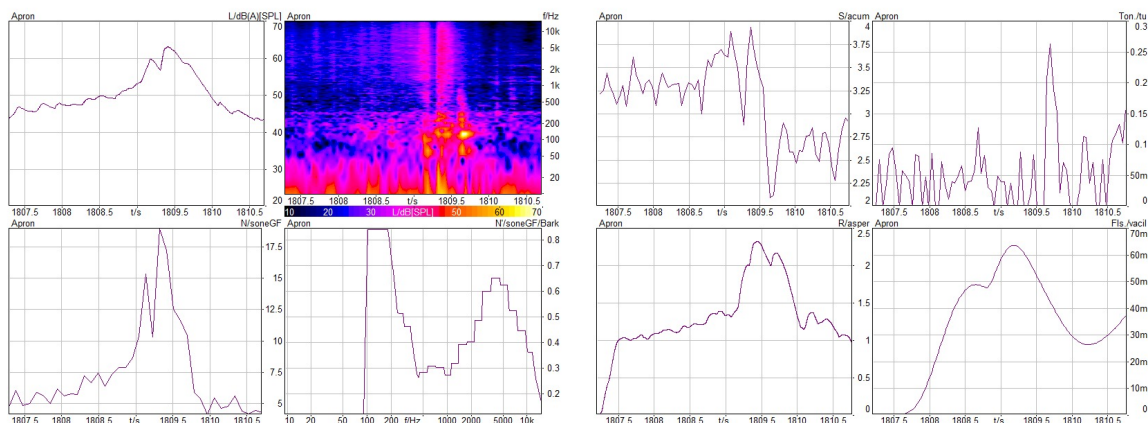 Apron L/dB(A)[SPL]
70
60
50
40
30
20
1807.5 1808 1808.5 t/s 1809.5 1810 1810.5
Apron f/Hz
10k
5k
2k
1k
500
200
100
50
20
1807.5 1808 1808.5 t/s 1809.5 1810 1810.5
10 20 30 L/dB[SPL] 50 60 70
Apron N/soneGF
17.5
15
12.5
10
7.5
5
1807.5 1808 1808.5 t/s 1809.5 1810 1810.5
Apron N'/soneGF/Bark
0.8
0.7
0.6
0.5
0.4
0.3
0.2
10 20 50 100 200 f/Hz 1000 2000 5000 10k
Apron S/acum
4
3.75
3.5
3.25
3
2.75
2.5
2.25
2
1807.5 1808 1808.5 t/s 1809.5 1810 1810.5
Apron Ton./tu
0.3
0.2
0.2
0.1
0.1
50m
0
1807.5 1808 1808.5 t/s 1809.5 1810 1810.5
Apron R/asper
2.5
2
1.5
1
0.5
0
1807.5 1808 1808.5 t/s 1809.5 1810 1810.5
Apron Fls./vacil
70m
60m
50m
40m
30m
20m
10m
0
1807.5 1808 1808.5 t/s 1809.5 1810 1810.5